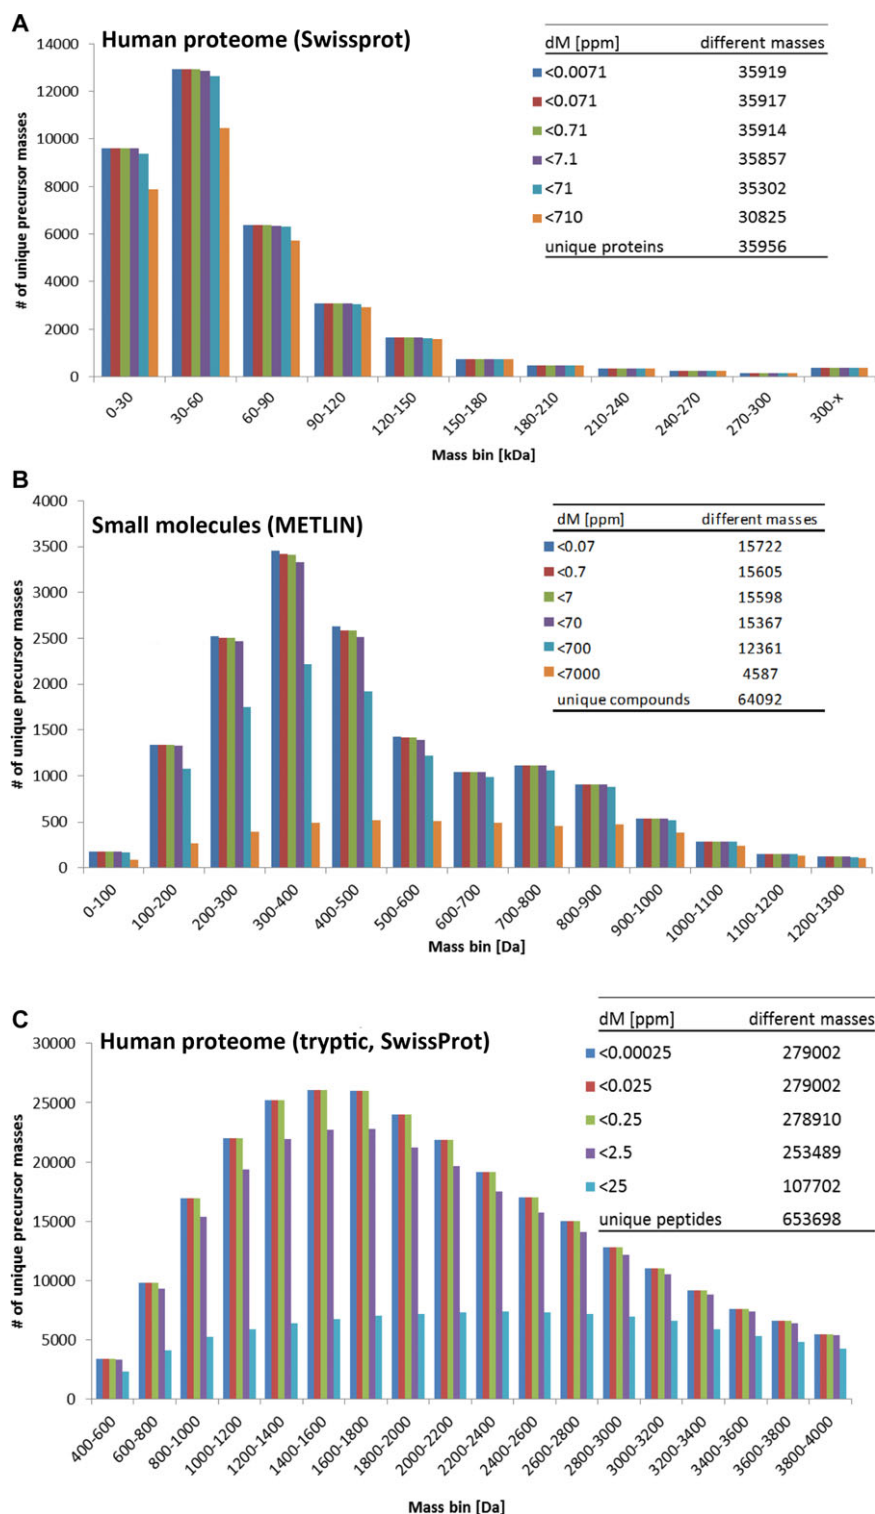 A
Human proteome (Swissprot)
dM [ppm] different masses
<0.0071 35919
<0.071 35917
<0.71 35914
<7.1 35857
<71 35302
<710 30825
unique proteins 35956
# of unique precursor masses
14000
12000
10000
8000
6000
4000
2000
0
0-30 30-60 60-90 90-120 120-150 150-180 180-210 210-240 240-270 270-300 300-x
Mass bin [kDa]
B
Small molecules (METLIN)
dM [ppm] different masses
<0.07 15722
<0.7 15605
<7 15598
<70 15367
<700 12361
<7000 4587
unique compounds 64092
# of unique precursor masses
4000
3500
3000
2500
2000
1500
1000
500
0
0-100 100-200 200-300 300-400 400-500 500-600 600-700 700-800 800-900 900-1000 1000-1100 1100-1200 1200-1300
Mass bin [Da]
C
Human proteome (tryptic, SwissProt)
dM [ppm] different masses
<0.00025 279002
<0.025 279002
<0.25 278910
<2.5 253489
<25 107702
unique peptides 653698
# of unique precursor masses
30000
25000
20000
15000
10000
5000
0
400-600 600-800 800-1000 1000-1200 1200-1400 1400-1600 1600-1800 1800-2000 2000-2200 2200-2400 2400-2600 2600-2800 2800-3000 3000-3200 3200-3400 3400-3600 3600-3800 3800-4000
Mass bin [Da]